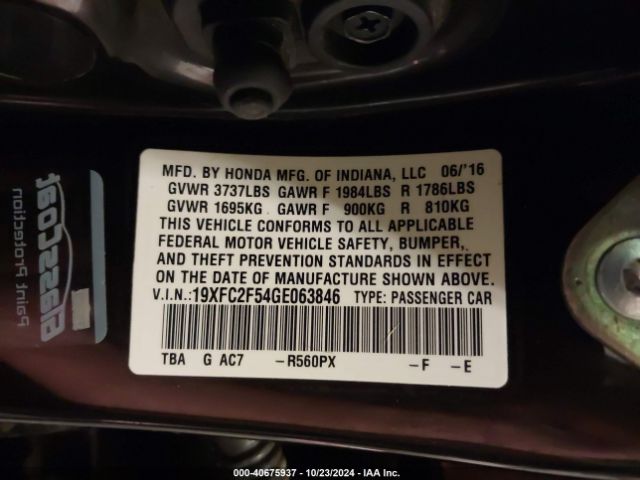 MFD. BY HONDA MFG. OF INDIANA, LLC 06/'16
GVWR 3737LBS GAWR F 1984LBS R 1786LBS
GVWR 1695KG GAWR F 900KG R 810KG
THIS VEHICLE CONFORMS TO ALL APPLICABLE
FEDERAL MOTOR VEHICLE SAFETY, BUMPER,
AND THEFT PREVENTION STANDARDS IN EFFECT
ON THE DATE OF MANUFACTURE SHOWN ABOVE.
V.I.N.:19XFC2F54GE063846 TYPE: PASSENGER CAR
TBA G AC7 -R560PX -F -E
Paint Protection
000-40675937 - 10/23/2024 - IAA Inc.